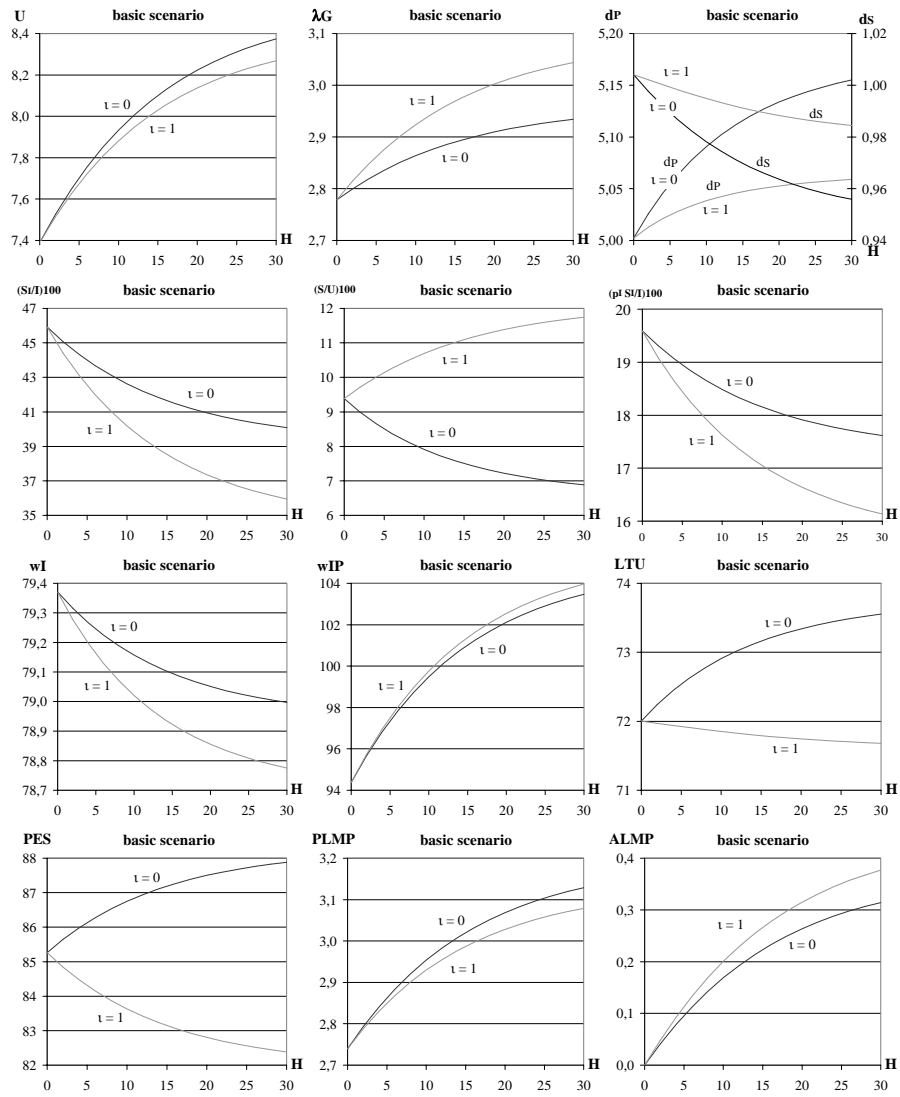 U basic scenario
8,4
8,2
8,0
7,8
7,6
7,4
ι = 0
ι = 1
H
0 5 10 15 20 25 30
λG basic scenario
3,1
3,0
2,9
2,8
2,7
ι = 1
ι = 0
H
0 5 10 15 20 25 30
dP basic scenario dS
5,20 1,02
5,15 1,00
5,10 0,98
5,05 0,96
5,00 0,94
ι = 1
ι = 0
dS
dP
dS
ι = 0
dP
ι = 1
H
0 5 10 15 20 25 30
(SI/I)100 basic scenario
47
45
43
41
39
37
35
ι = 0
ι = 1
H
0 5 10 15 20 25 30
(S/U)100 basic scenario
12
11
10
9
8
7
6
ι = 1
ι = 0
H
0 5 10 15 20 25 30
(pI SI/I)100 basic scenario
20
19
18
17
16
ι = 0
ι = 1
H
0 5 10 15 20 25 30
wI basic scenario
79,4
79,3
79,2
79,1
79,0
78,9
78,8
78,7
ι = 0
ι = 1
H
0 5 10 15 20 25 30
wIP basic scenario
104
102
100
98
96
94
ι = 0
ι = 1
H
0 5 10 15 20 25 30
LTU basic scenario
74
73
72
71
ι = 0
ι = 1
H
0 5 10 15 20 25 30
PES basic scenario
88
87
86
85
84
83
82
ι = 0
ι = 1
H
0 5 10 15 20 25 30
PLMP basic scenario
3,2
3,1
3,0
2,9
2,8
2,7
ι = 0
ι = 1
H
0 5 10 15 20 25 30
ALMP basic scenario
0,4
0,3
0,2
0,1
0,0
ι = 1
ι = 0
H
0 5 10 15 20 25 30